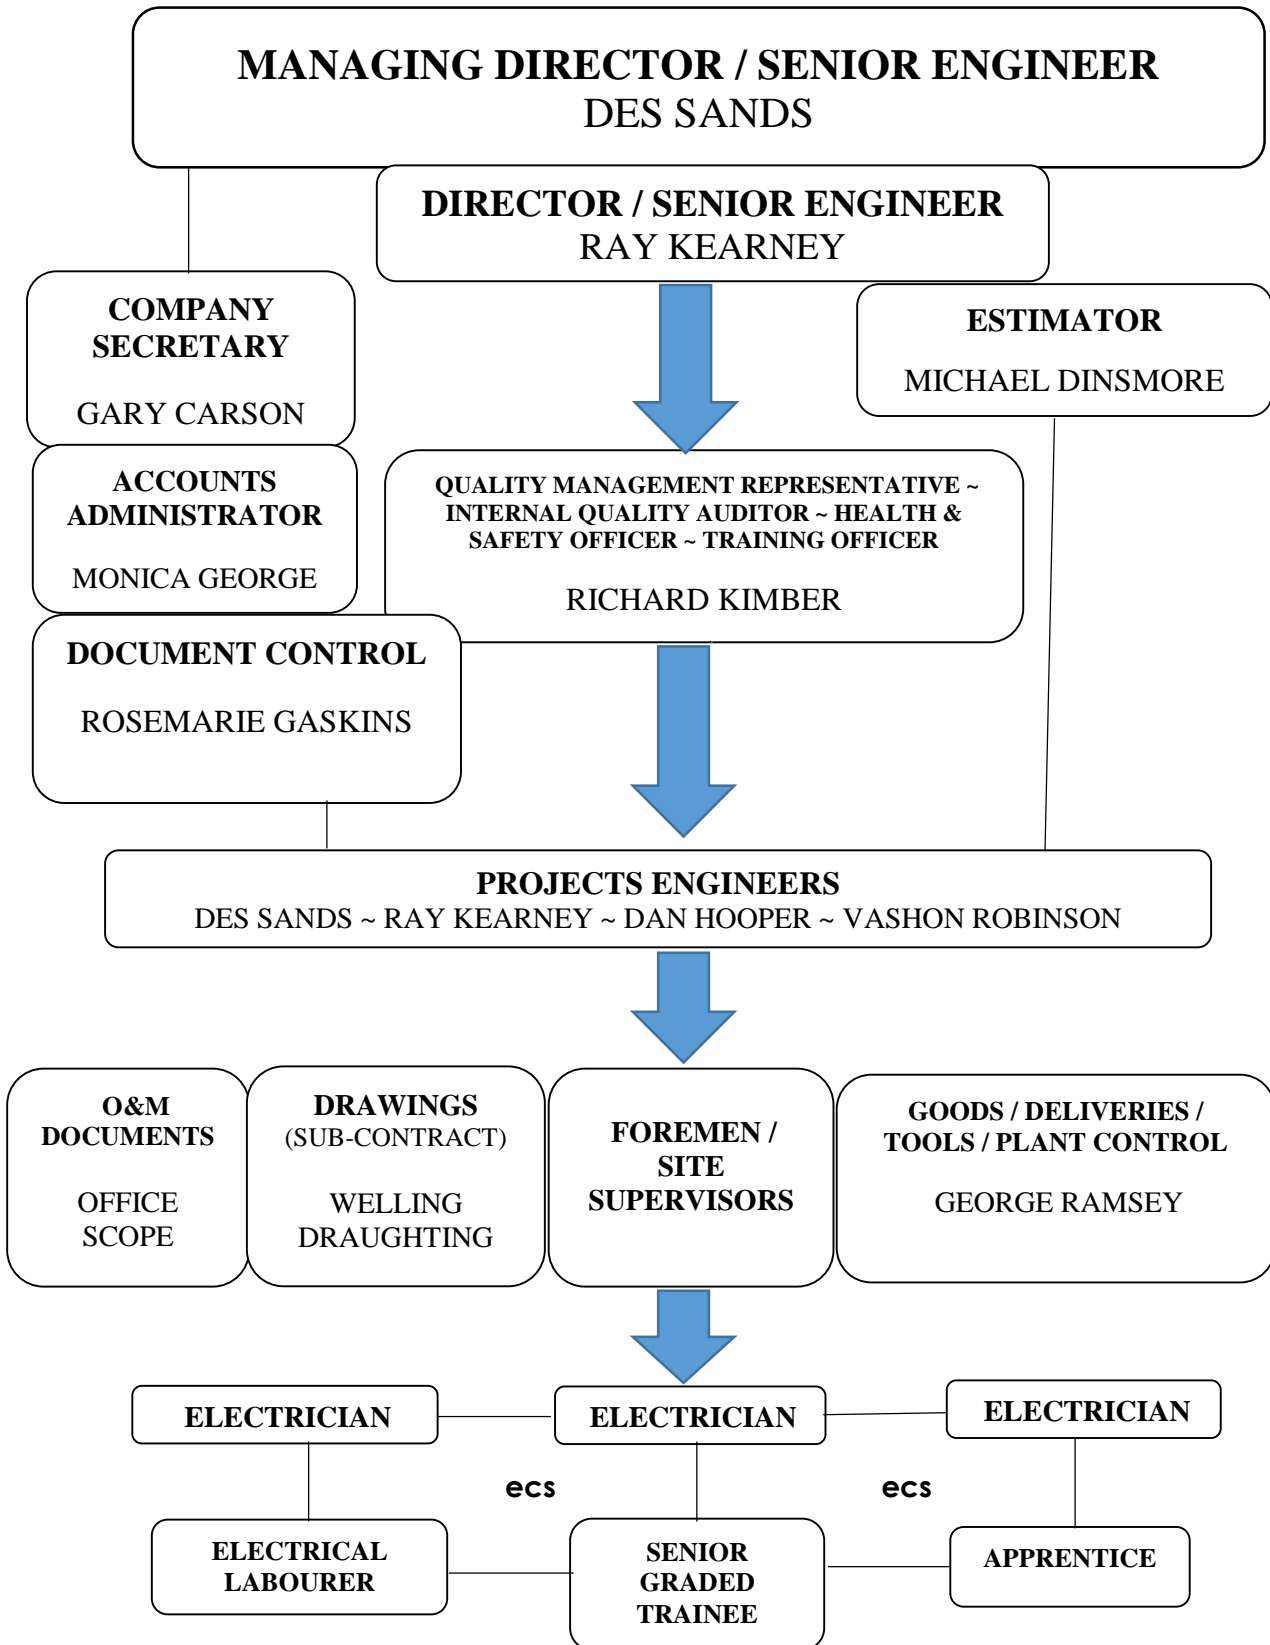 MANAGING DIRECTOR / SENIOR ENGINEER
DES SANDS
DIRECTOR / SENIOR ENGINEER
RAY KEARNEY
COMPANY
SECRETARY
GARY CARSON
ESTIMATOR
MICHAEL DINSMORE
ACCOUNTS
ADMINISTRATOR
MONICA GEORGE
QUALITY MANAGEMENT REPRESENTATIVE ~
INTERNAL QUALITY AUDITOR ~ HEALTH &
SAFETY OFFICER ~ TRAINING OFFICER
RICHARD KIMBER
DOCUMENT CONTROL
ROSEMARIE GASKINS
PROJECTS ENGINEERS
DES SANDS ~ RAY KEARNEY ~ DAN HOOPER ~ VASHON ROBINSON
O&M
DOCUMENTS
OFFICE
SCOPE
DRAWINGS
(SUB-CONTRACT)
WELLING
DRAUGHTING
FOREMEN /
SITE
SUPERVISORS
GOODS / DELIVERIES /
TOOLS / PLANT CONTROL
GEORGE RAMSEY
ELECTRICIAN
ELECTRICIAN
ELECTRICIAN
ecs
ecs
ELECTRICAL
LABOURER
SENIOR
GRADED
TRAINEE
APPRENTICE